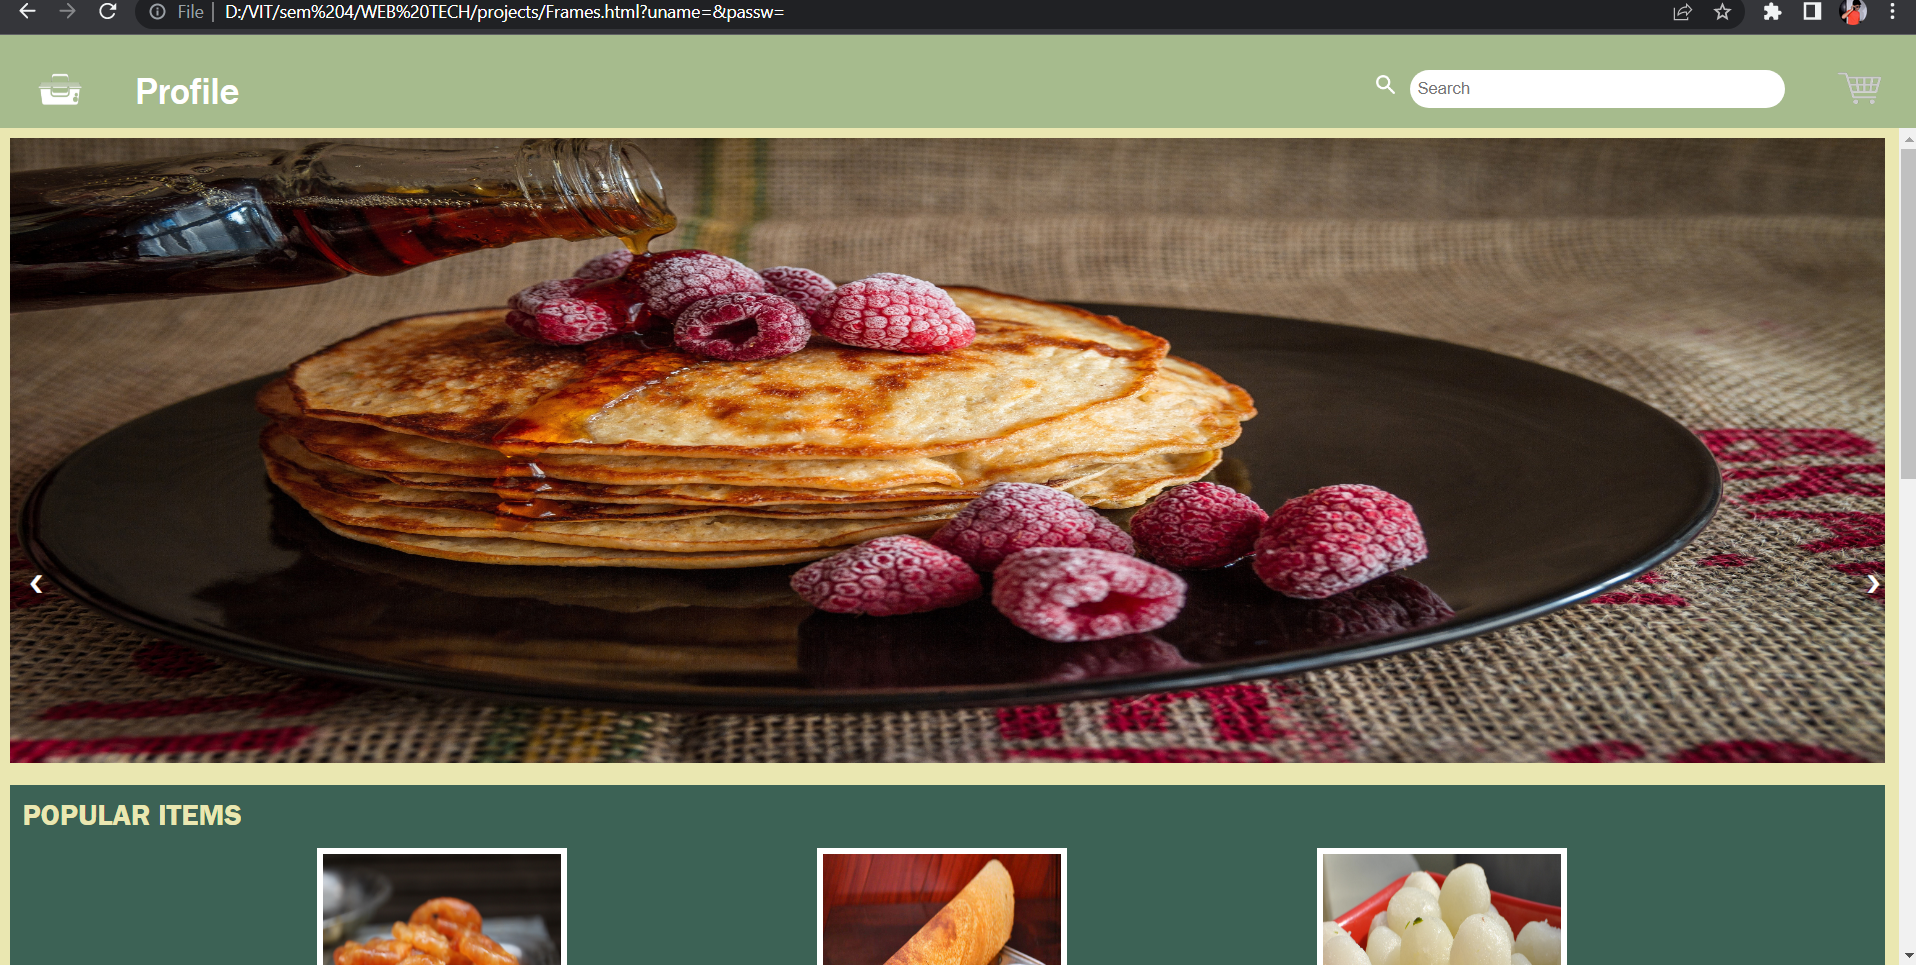 File | D:/VIT/sem%204/WEB%20TECH/projects/Frames.html?uname=&passw=
Profile
Search
POPULAR ITEMS